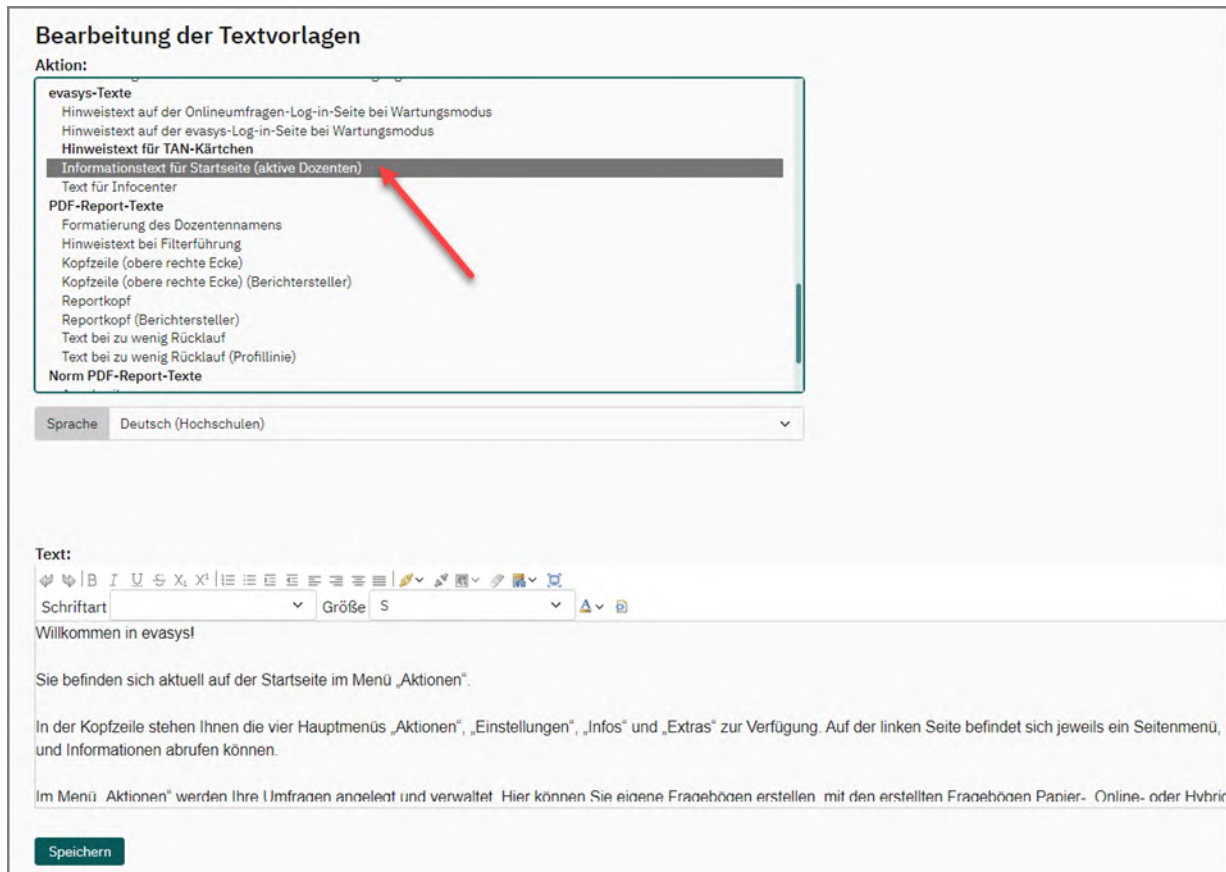 Bearbeitung der Textvorlagen
Aktion:
evasys-Texte
Hinweistext auf der Onlineumfragen-Log-in-Seite bei Wartungsmodus
Hinweistext auf der evasys-Log-in-Seite bei Wartungsmodus
Hinweistext für TAN-Kärtchen
Informationstext für Startseite (aktive Dozenten)
Text für Infocenter
PDF-Report-Texte
Formatierung des Dozentennamens
Hinweistext bei Filterführung
Kopfzeile (obere rechte Ecke)
Kopfzeile (obere rechte Ecke) (Berichtersteller)
Reportkopf
Reportkopf (Berichtersteller)
Text bei zu wenig Rücklauf
Text bei zu wenig Rücklauf (Profillinie)
Norm PDF-Report-Texte
Sprache Deutsch (Hochschulen)
Text:
B I U S X₁ X¹
Schriftart Größe S
Willkommen in evasys!
Sie befinden sich aktuell auf der Startseite im Menü „Aktionen“.
In der Kopfzeile stehen Ihnen die vier Hauptmenüs „Aktionen“, „Einstellungen“, „Infos“ und „Extras“ zur Verfügung. Auf der linken Seite befindet sich jeweils ein Seitenmenü,
und Informationen abrufen können.
Im Menü „Aktionen“ werden Ihre Umfragen angelegt und verwaltet. Hier können Sie eigene Fragebögen erstellen, mit den erstellten Fragebögen Papier-, Online- oder Hybrid
Speichern